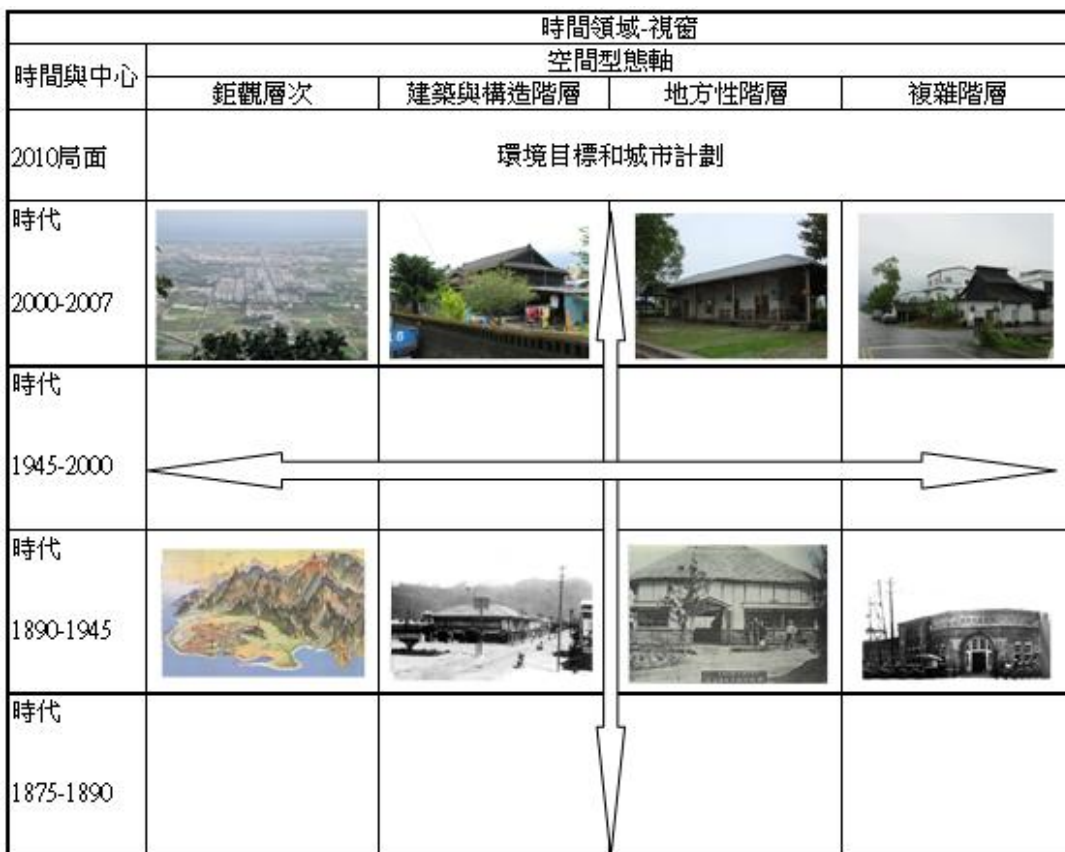 時間領域-視窗
時間與中心
空間型態軸
鉅觀層次
建築與構造階層
地方性階層
複雜階層
2010局面
環境目標和城市計劃
時代
2000-2007
時代
1945-2000
時代
1890-1945
時代
1875-1890